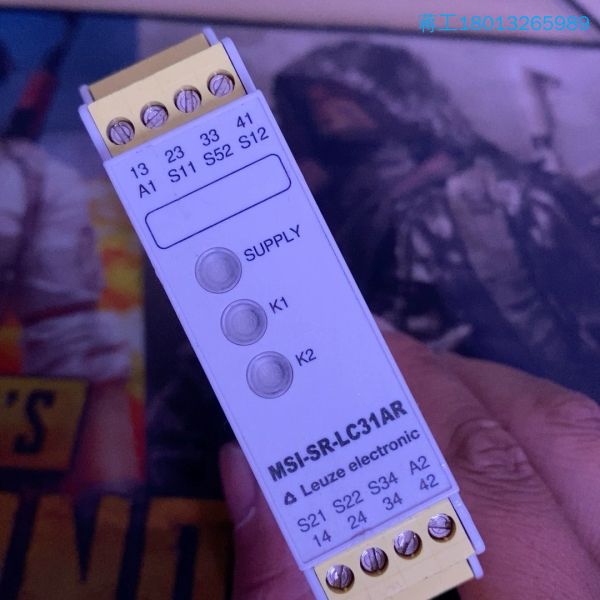 蒋工18013265989
13 23 33 41
A1 S11 S52 S12
SUPPLY
K1
K2
MSI-SR-LC31AR
Leuze electronic
S21 S22 S34 A2
14 24 34 42
'S